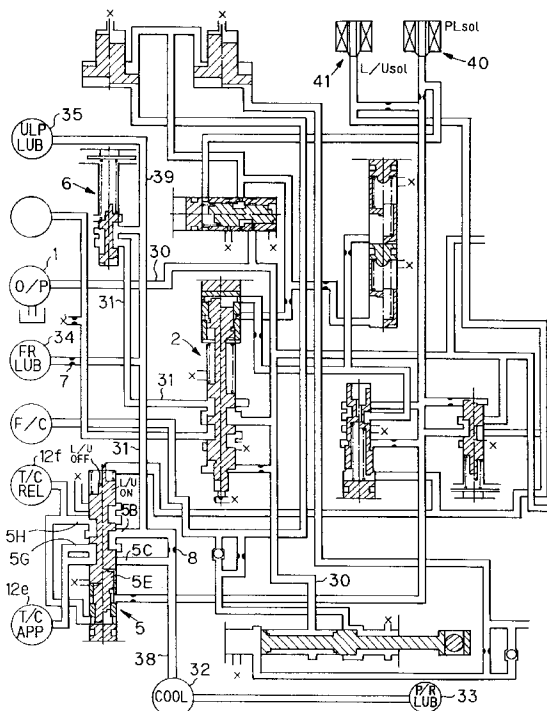 PLsol
40
41
L/Usol
35
ULP
LUB
6
39
1
O/P
30
31
34
FR
LUB
7
2
31
F/C
31
12f
L/U
OFF
T/C
REL
L/U
ON
5B
5H
5G
5C
8
5E
30
12e
T/C
APP
5
38
32
COOL
P/R
LUB
33